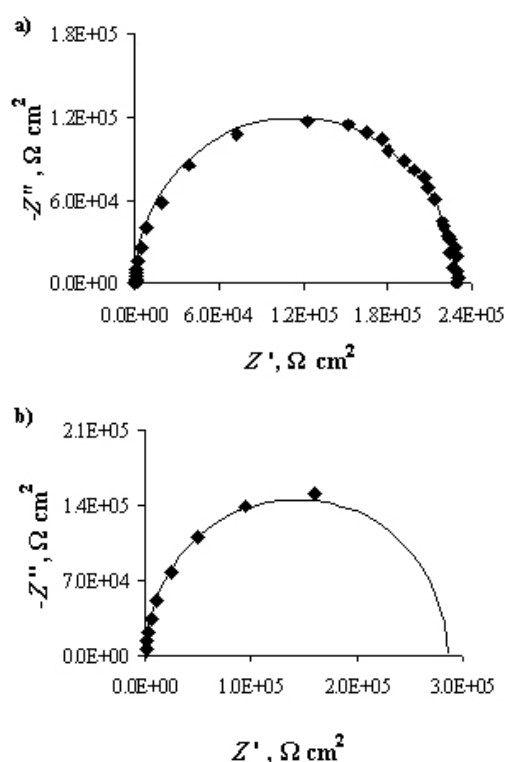 a)
1.8E+05
1.2E+05
6.0E+04
0.0E+00
-Z", Ω cm²
0.0E+00 6.0E+04 1.2E+05 1.8E+05 2.4E+05
Z', Ω cm²
b)
2.1E+05
1.4E+05
7.0E+04
0.0E+00
-Z", Ω cm²
0.0E+00 1.0E+05 2.0E+05 3.0E+05
Z', Ω cm²